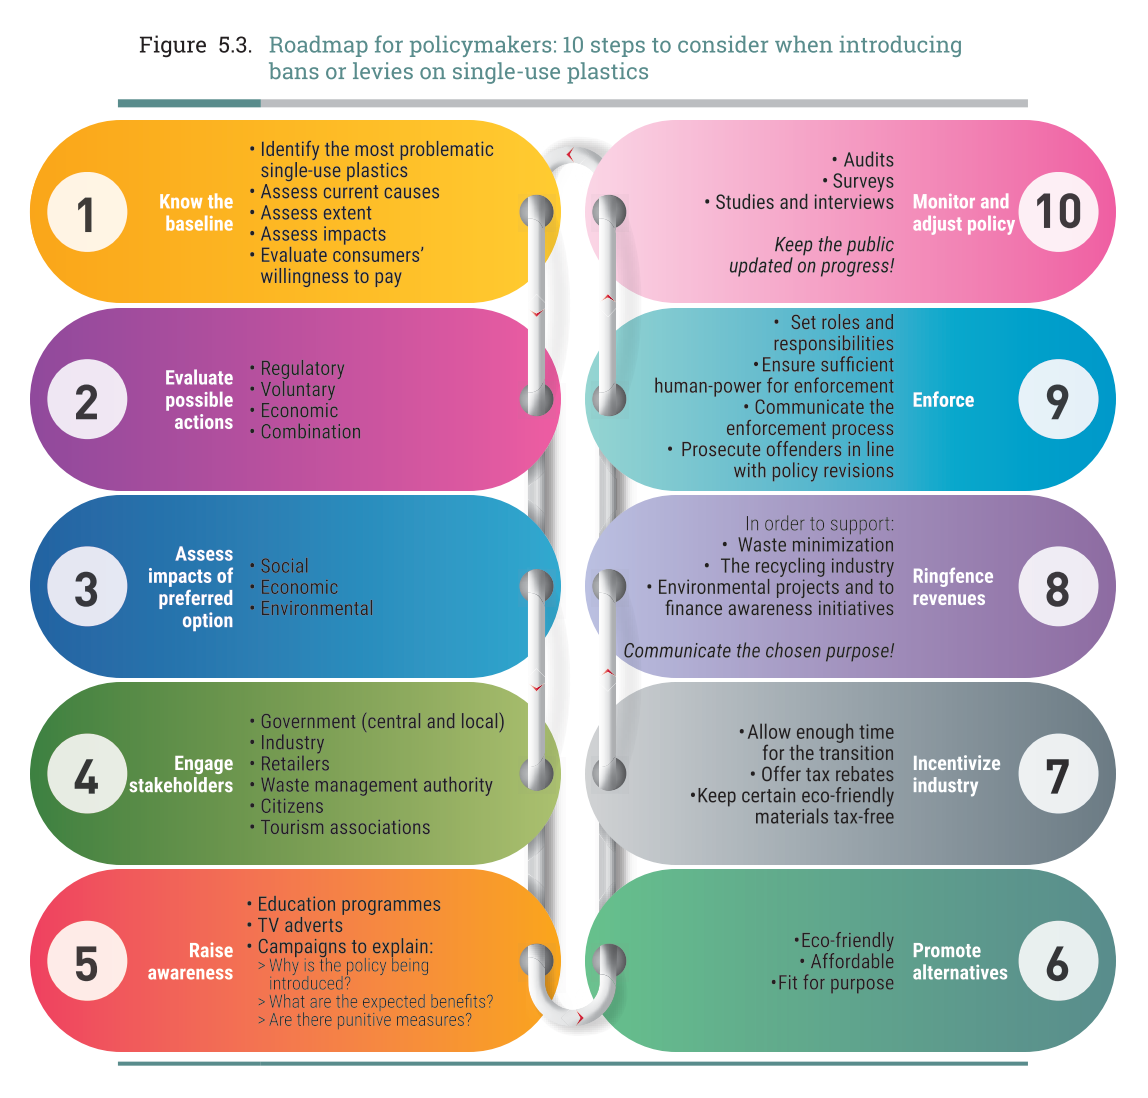 Figure 5.3. Roadmap for policymakers: 10 steps to consider when introducing
bans or levies on single-use plastics
1
Know the
baseline
• Identify the most problematic
single-use plastics
• Assess current causes
• Assess extent
• Assess impacts
• Evaluate consumers’
willingness to pay
2
Evaluate
possible
actions
• Regulatory
• Voluntary
• Economic
• Combination
3
Assess
impacts of
preferred
option
• Social
• Economic
• Environmental
4
Engage
stakeholders
• Government (central and local)
• Industry
• Retailers
• Waste management authority
• Citizens
• Tourism associations
5
Raise
awareness
• Education programmes
• TV adverts
• Campaigns to explain:
> Why is the policy being
introduced?
> What are the expected benefits?
> Are there punitive measures?
6
Promote
alternatives
•Eco-friendly
• Affordable
•Fit for purpose
7
Incentivize
industry
•Allow enough time
for the transition
• Offer tax rebates
•Keep certain eco-friendly
materials tax-free
8
Ringfence
revenues
In order to support:
• Waste minimization
• The recycling industry
• Environmental projects and to
finance awareness initiatives
Communicate the chosen purpose!
9
Enforce
• Set roles and
responsibilities
•Ensure sufficient
human-power for enforcement
• Communicate the
enforcement process
• Prosecute offenders in line
with policy revisions
10
Monitor and
adjust policy
• Audits
• Surveys
• Studies and interviews
Keep the public
updated on progress!